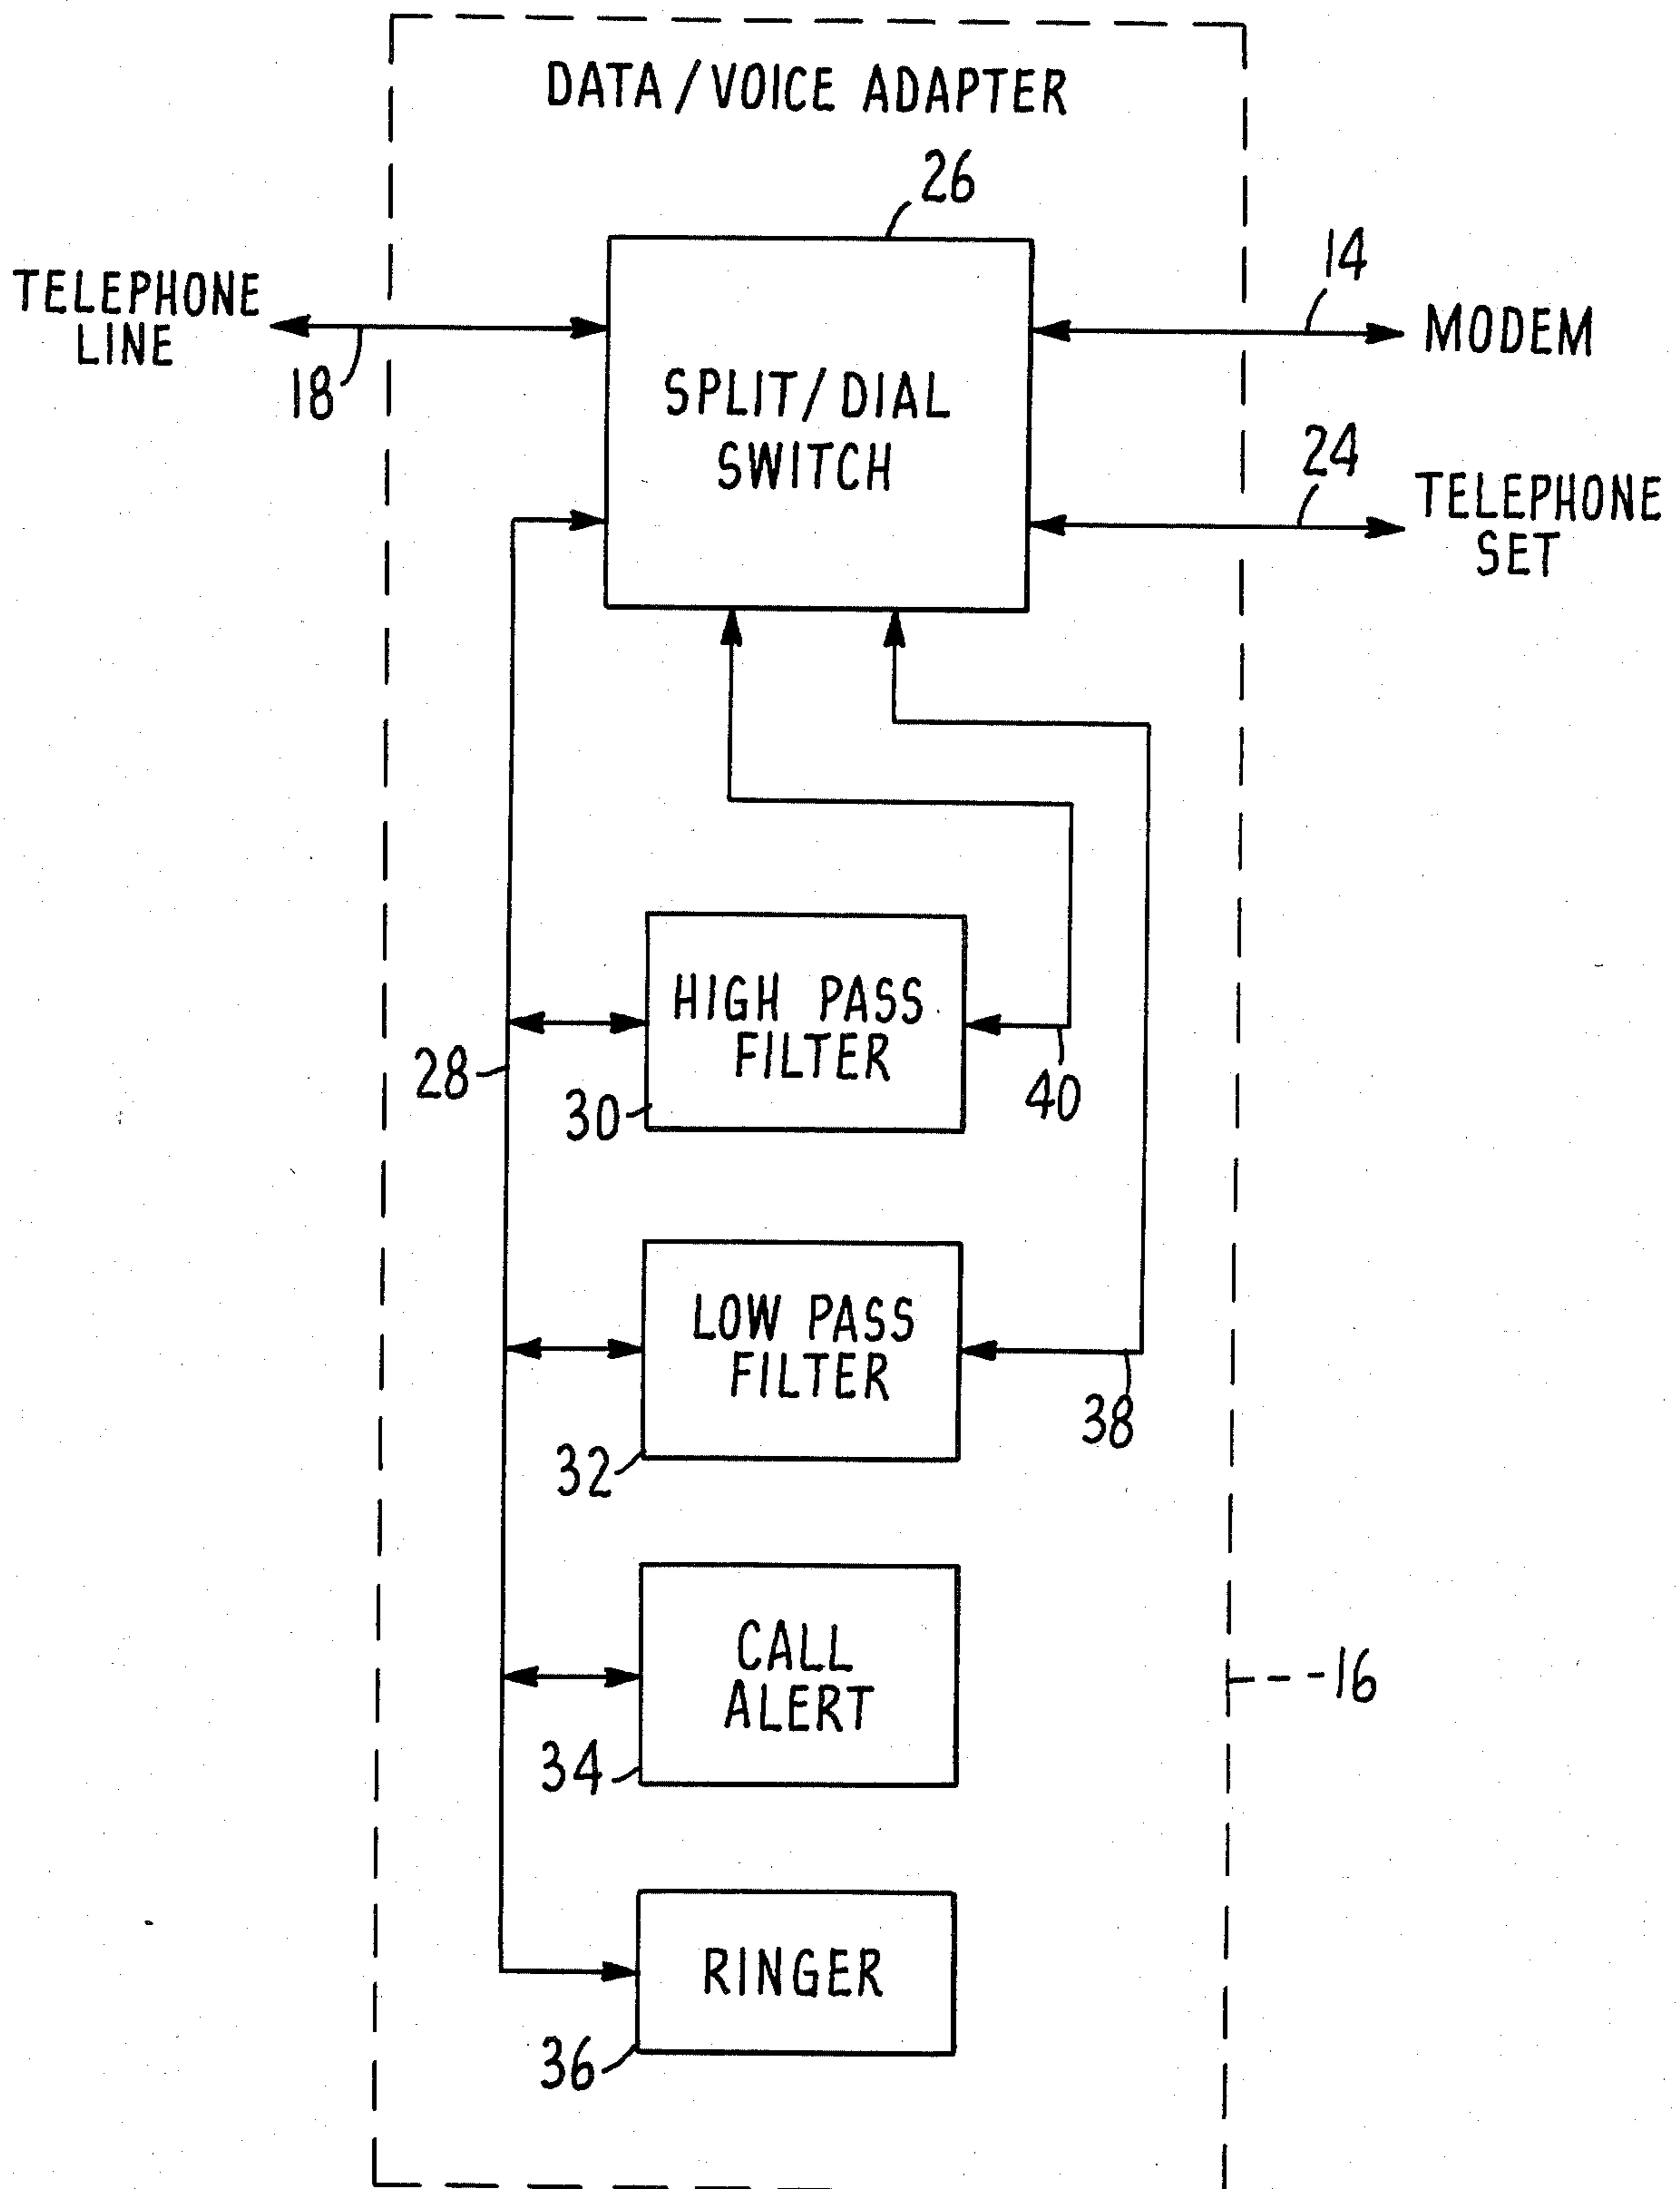 DATA/VOICE ADAPTER
26
TELEPHONE
LINE
18
SPLIT/DIAL
SWITCH
14
MODEM
24
TELEPHONE
SET
28
HIGH PASS
FILTER
30
40
LOW PASS
FILTER
32
38
CALL
ALERT
34
16
RINGER
36